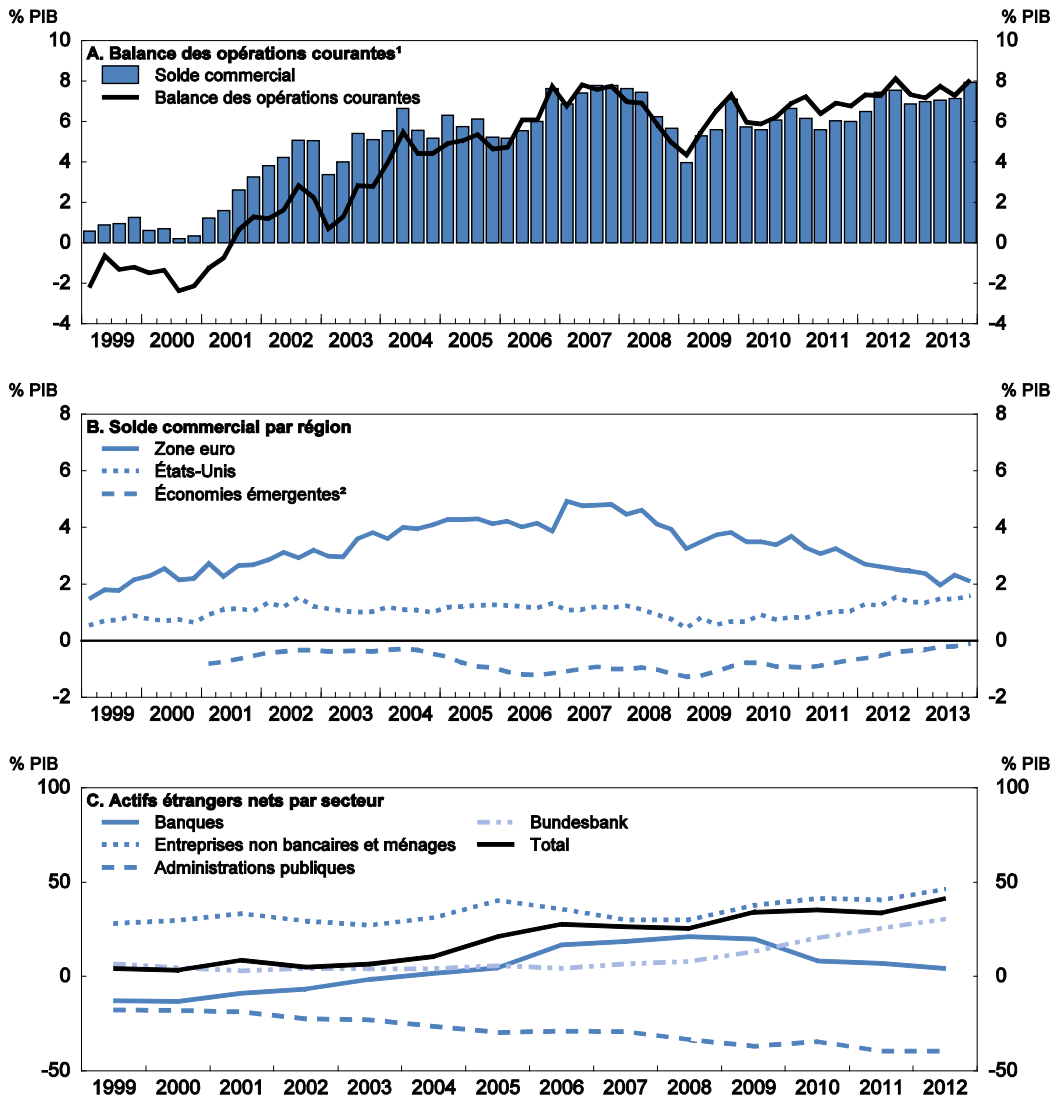 % PIB % PIB
10 10
A. Balance des opérations courantes¹
Solde commercial
8 8
Balance des opérations courantes
6 6
4 4
2 2
0 0
-2 -2
-4 -4
1999 2000 2001 2002 2003 2004 2005 2006 2007 2008 2009 2010 2011 2012 2013
% PIB % PIB
8 8
B. Solde commercial par région
Zone euro
6 6
États-Unis
Économies émergentes²
4 4
2 2
0 0
-2 -2
1999 2000 2001 2002 2003 2004 2005 2006 2007 2008 2009 2010 2011 2012 2013
% PIB % PIB
100 100
C. Actifs étrangers nets par secteur
Banques Bundesbank
Entreprises non bancaires et ménages Total
Administrations publiques
50 50
0 0
-50 -50
1999 2000 2001 2002 2003 2004 2005 2006 2007 2008 2009 2010 2011 2012